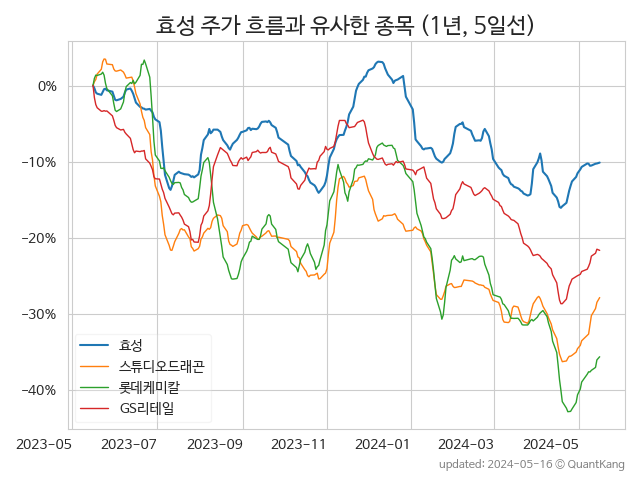 효성 주가 흐름과 유사한 종목 (1년, 5일선)
0%
−10%
−20%
−30%
−40%
효성
스튜디오드래곤
롯데케미칼
GS리테일
2023-05
2023-07
2023-09
2023-11
2024-01
2024-03
2024-05
updated: 2024-05-16 © QuantKang